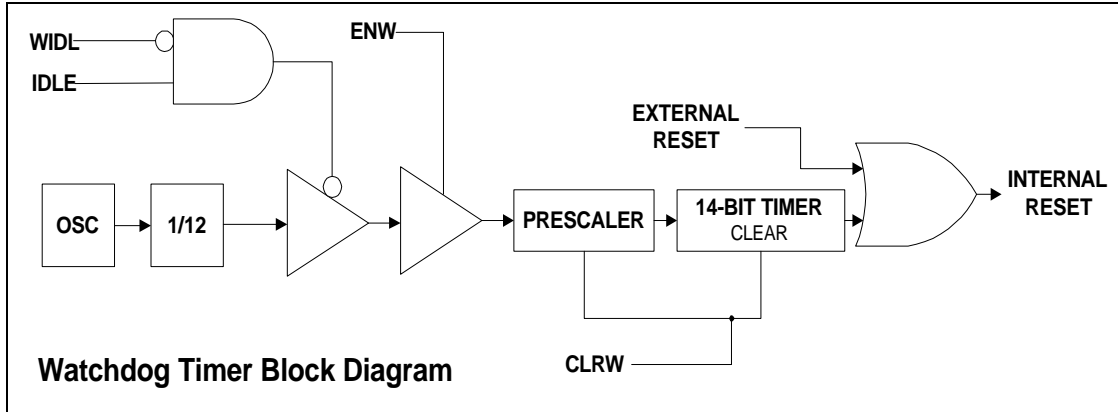 WIDL
IDLE
ENW
EXTERNAL
RESET
INTERNAL
RESET
OSC
1/12
PRESCALER
14-BIT TIMER
CLEAR
CLRW
Watchdog Timer Block Diagram